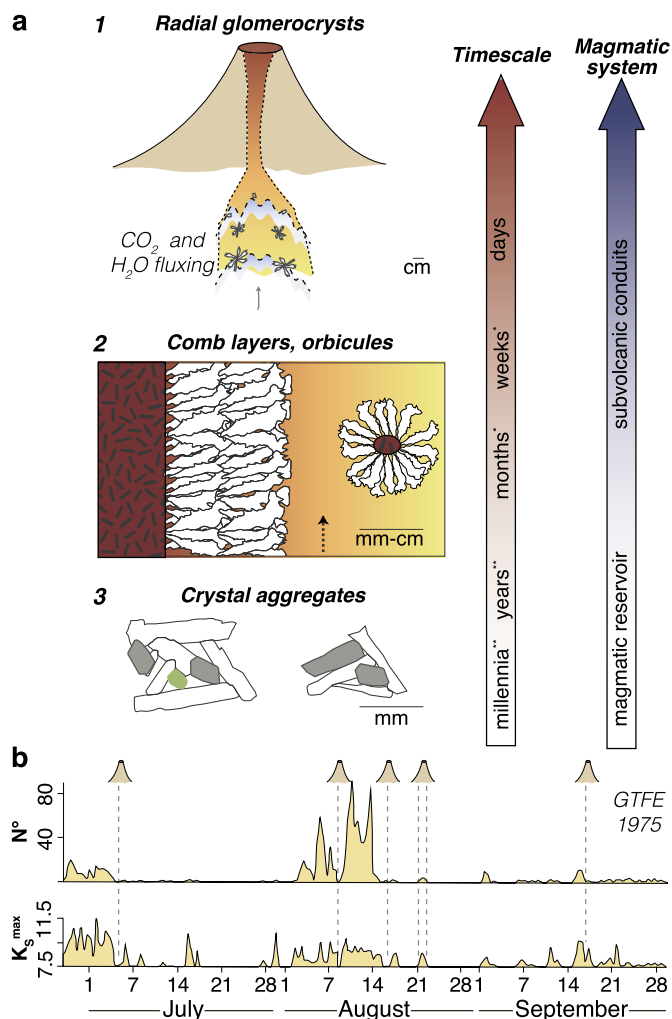 a
1 Radial glomerocrysts
CO2 and
H2O fluxing
cm
2 Comb layers, orbicules
mm-cm
3 Crystal aggregates
mm
Timescale
days
weeks*
months*
years**
millennia**
Magmatic
system
subvolcanic conduits
magmatic reservoir
b
GTFE
1975
N°
80
40
Ksmax
11.5
7.5
1 7 14 21 28 1 7 14 21 28 1 7 14 21 28
July August September